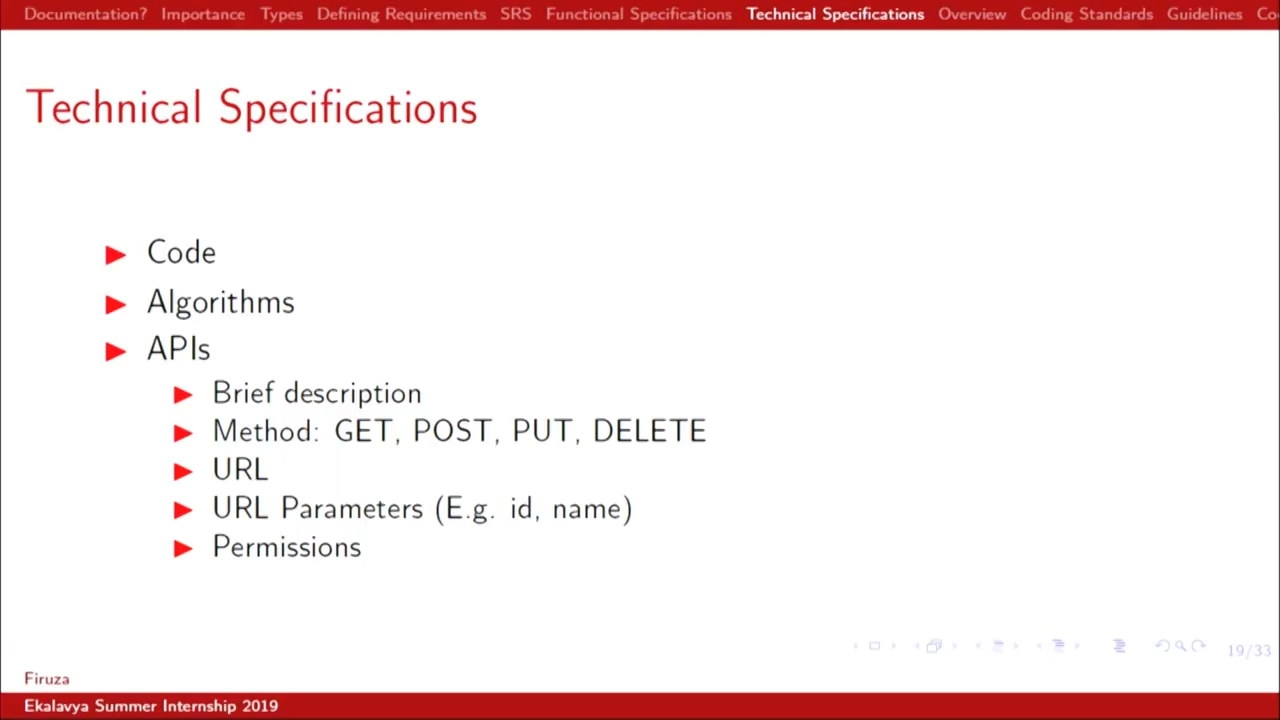 Documentation? Importance Types Defining Requirements SRS Functional Specifications Technical Specifications Overview Coding Standards Guidelines Co
Technical Specifications
Code
Algorithms
APIs
Brief description
Method: GET, POST, PUT, DELETE
URL
URL Parameters (E.g. id, name)
Permissions
19/33
Firuza
Ekalavya Summer Internship 2019